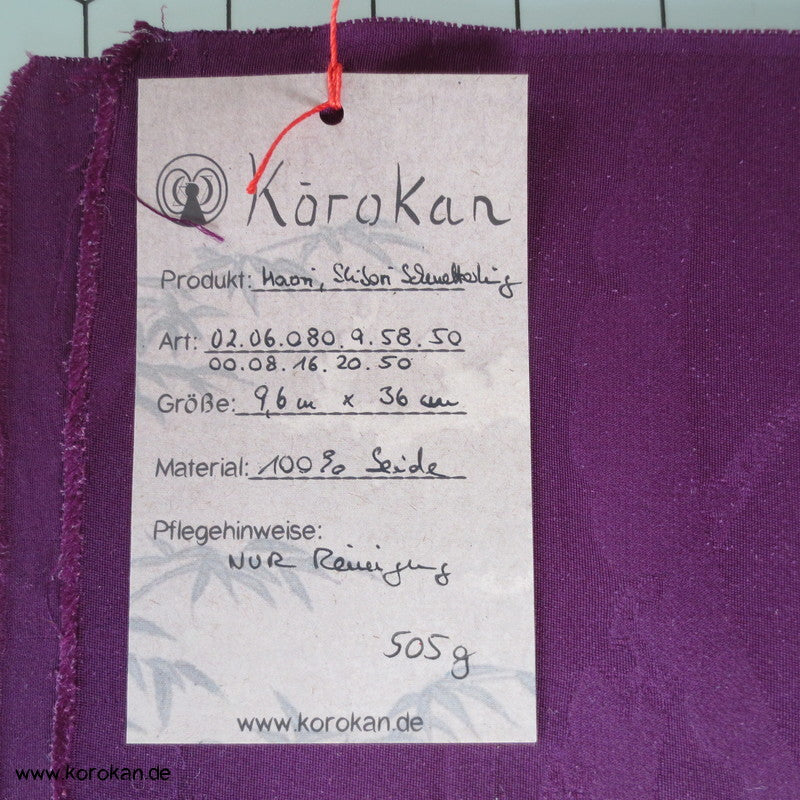 Kōrokan
Produkt: Haori, Shibori Schmetterling
Art: 02.06.080.9.58.50
00.08.16.20.50
Größe: 9,6 m x 36 cm
Material: 100% Seide
Pflegehinweise:
NUR Reinigung
505g
www.korokan.de
www.korokan.de